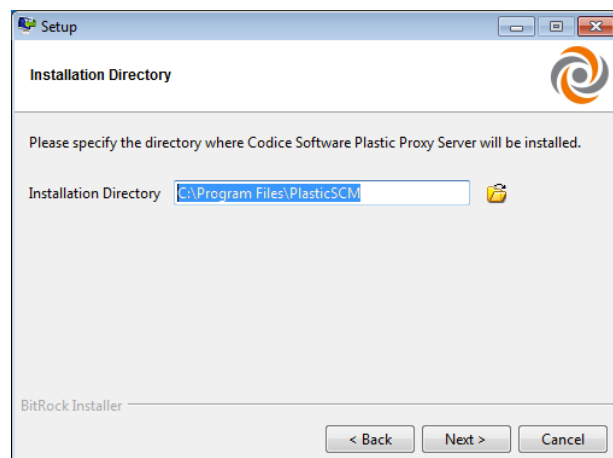 Setup
Installation Directory
Please specify the directory where Codice Software Plastic Proxy Server will be installed.
Installation Directory C:\Program Files\PlasticSCM
BitRock Installer
< Back Next > Cancel